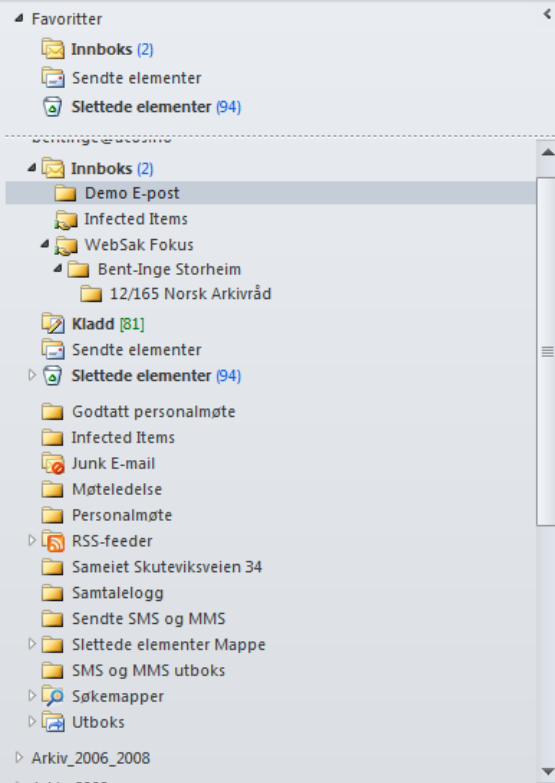 Favoritter
Innboks (2)
Sendte elementer
Slettede elementer (94)
Innboks (2)
Demo E-post
Infected Items
WebSak Fokus
Bent-Inge Storheim
12/165 Norsk Arkivråd
Kladd [81]
Sendte elementer
Slettede elementer (94)
Godtatt personalmøte
Infected Items
Junk E-mail
Møteledelse
Personalmøte
RSS-feeder
Sameiet Skuteviksveien 34
Samtalelogg
Sendte SMS og MMS
Slettede elementer Mappe
SMS og MMS utboks
Søkemapper
Utboks
Arkiv_2006_2008